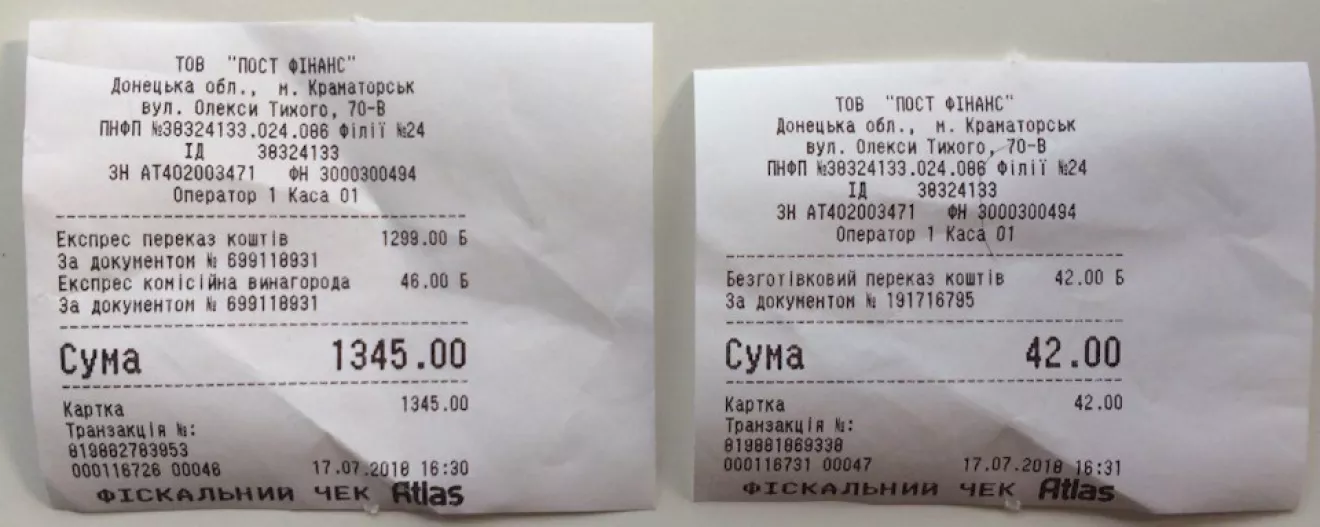 ТОВ "ПОСТ ФІНАНС"
Донецька обл., м. Краматорськ
вул. Олекси Тихого, 70-В
ПНФП №38324133.024.086 Філії №24
ІД 38324133
ЗН АТ402003471 ФН 3000300494
Оператор 1 Каса 01
Експрес переказ коштів 1299.00 Б
За документом № 699118931
Експрес комісійна винагорода 46.00 Б
За документом № 699118931
Сума 1345.00
Картка 1345.00
Транзакція №:
819882783953
000116726 00046 17.07.2018 16:30
ФІСКАЛЬНИЙ ЧЕК Atlas
ТОВ "ПОСТ ФІНАНС"
Донецька обл., м. Краматорськ
вул. Олекси Тихого, 70-В
ПНФП №38324133.024.086 Філії №24
ІД 38324133
ЗН АТ402003471 ФН 3000300494
Оператор 1 Каса 01
Безготівковий переказ коштів 42.00 Б
За документом № 191716795
Сума 42.00
Картка 42.00
Транзакція №:
819881869338
000116731 00047 17.07.2018 16:31
ФІСКАЛЬНИЙ ЧЕК Atlas